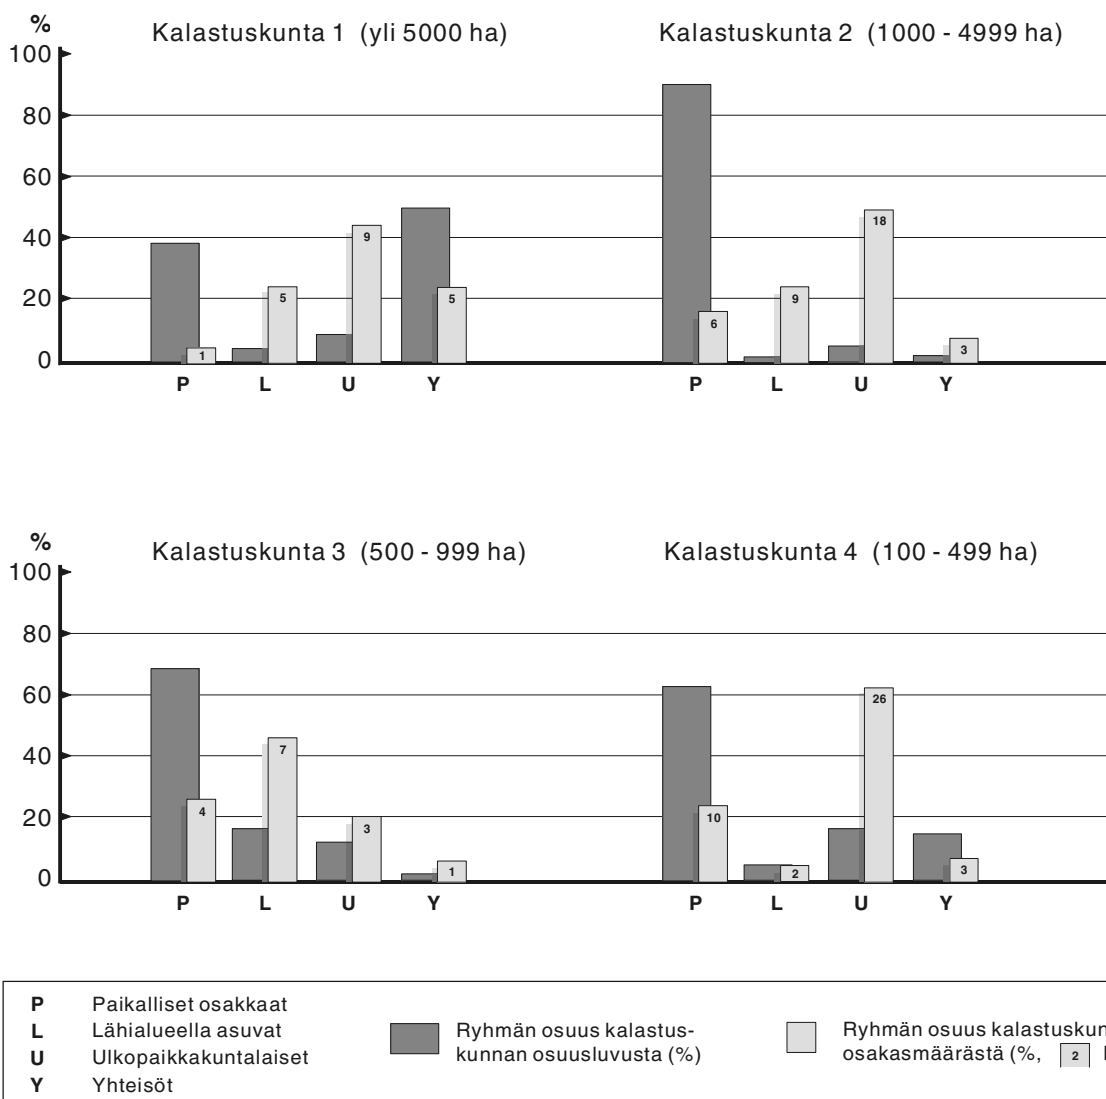 %
Kalastuskunta 1 (yli 5000 ha)
Kalastuskunta 2 (1000 - 4999 ha)
100
80
60
40
20
0
1
5
9
5
6
9
18
3
P L U Y
P L U Y
%
Kalastuskunta 3 (500 - 999 ha)
Kalastuskunta 4 (100 - 499 ha)
100
80
60
40
20
0
4
7
3
1
10
2
26
3
P L U Y
P L U Y
P Paikalliset osakkaat
L Lähialueella asuvat
U Ulkopaikkakuntalaiset
Y Yhteisöt
Ryhmän osuus kalastus-
kunnan osuusluvusta (%)
Ryhmän osuus kalastuskun
osakasmäärästä (%, 2